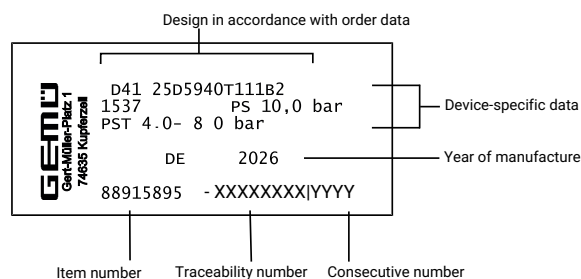 Design in accordance with order data
GEMÜ
Gert-Müller-Platz 1
74635 Kupferzell
D41 25D5940T111B2
1537 PS 10,0 bar
PST 4.0- 8 0 bar
Device-specific data
DE 2026
Year of manufacture
88915895 -XXXXXXXX|YYYY
Item number Traceability number Consecutive number